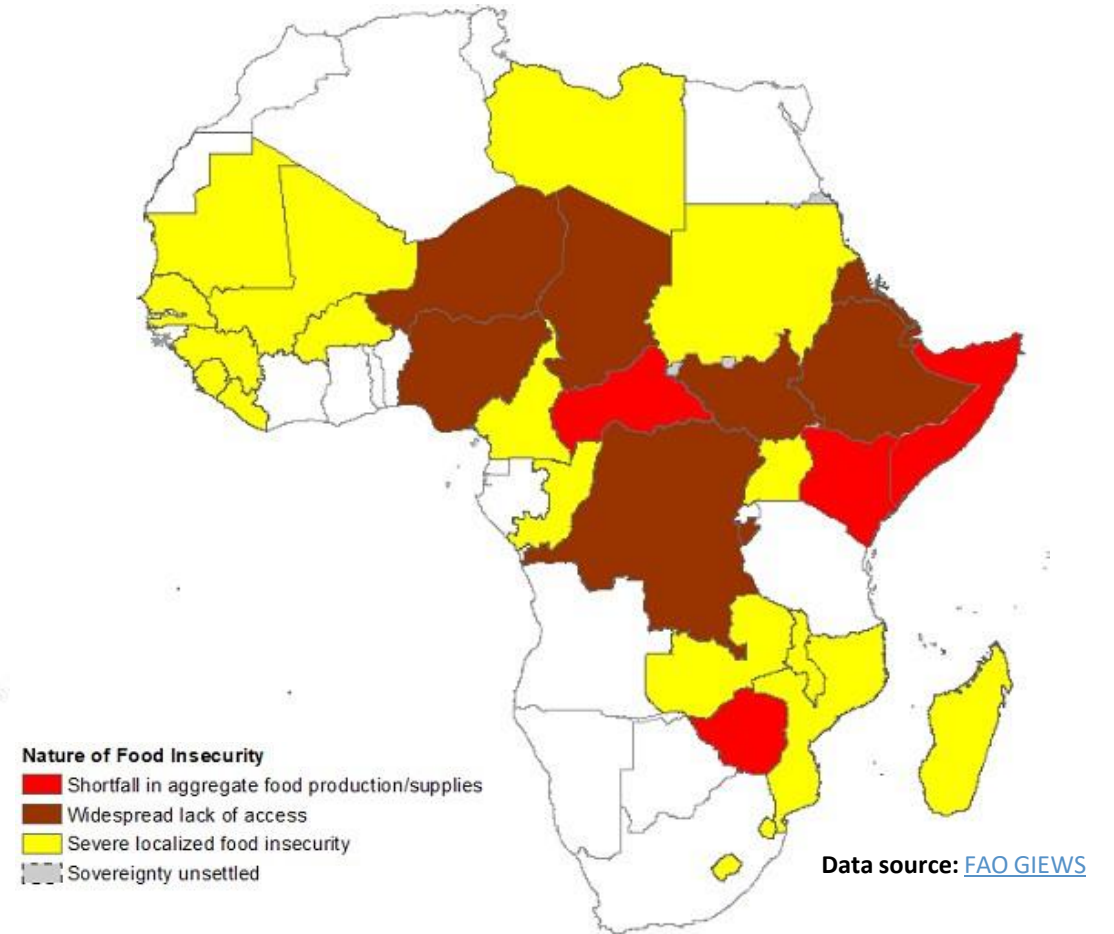 Nature of Food Insecurity
Shortfall in aggregate food production/supplies
Widespread lack of access
Severe localized food insecurity
Sovereignty unsettled
Data source: FAO GIEWS